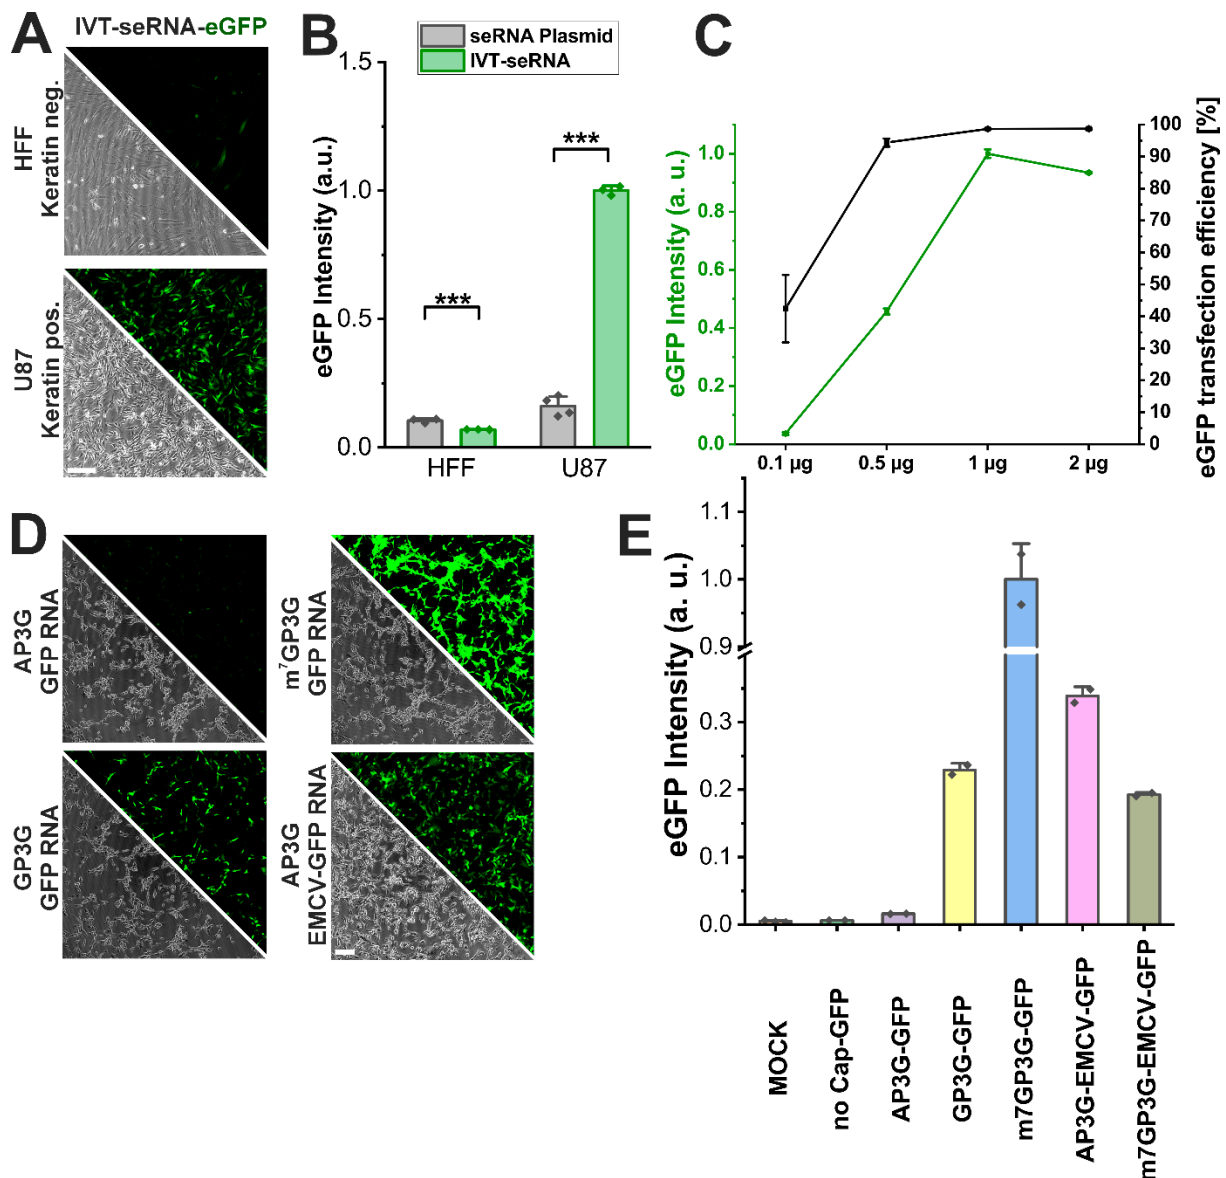 A
IVT-seRNA-eGFP
HFF
Keratin neg.
U87
Keratin pos.
B
seRNA Plasmid
IVT-seRNA
eGFP Intensity (a.u.)
1.5
1.0
0.5
0.0
***
***
HFF
U87
C
eGFP Intensity (a. u.)
1.0
0.8
0.6
0.4
0.2
0.0
eGFP transfection efficiency [%]
100
90
80
70
60
50
40
30
20
10
0
0.1 µg
0.5 µg
1 µg
2 µg
D
AP3G
GFP RNA
m⁷GP3G
GFP RNA
GP3G
GFP RNA
AP3G
EMCV-GFP RNA
E
eGFP Intensity (a. u.)
1.1
1.0
0.9
0.3
0.2
0.1
0.0
MOCK
no Cap-GFP
AP3G-GFP
GP3G-GFP
m7GP3G-GFP
AP3G-EMCV-GFP
m7GP3G-EMCV-GFP